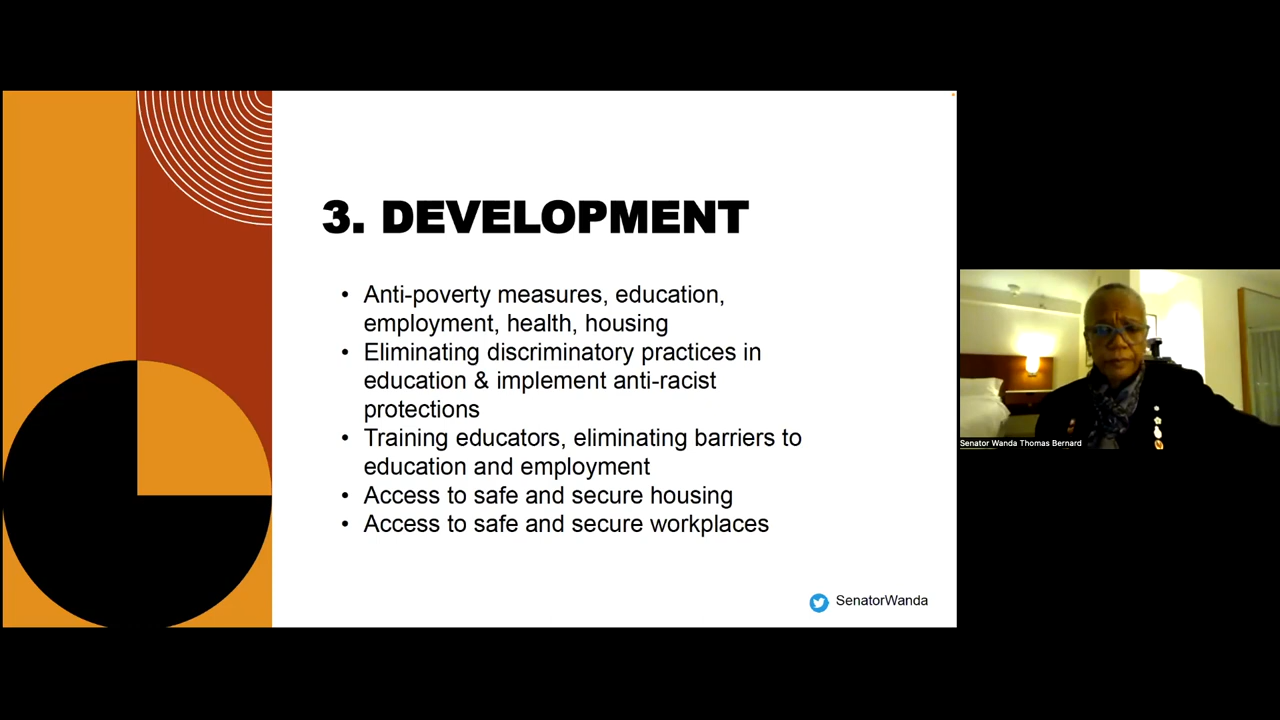 3. DEVELOPMENT
• Anti-poverty measures, education,
employment, health, housing
• Eliminating discriminatory practices in
education & implement anti-racist
protections
• Training educators, eliminating barriers to
education and employment
• Access to safe and secure housing
• Access to safe and secure workplaces
SenatorWanda
Senator Wanda Thomas Bernard